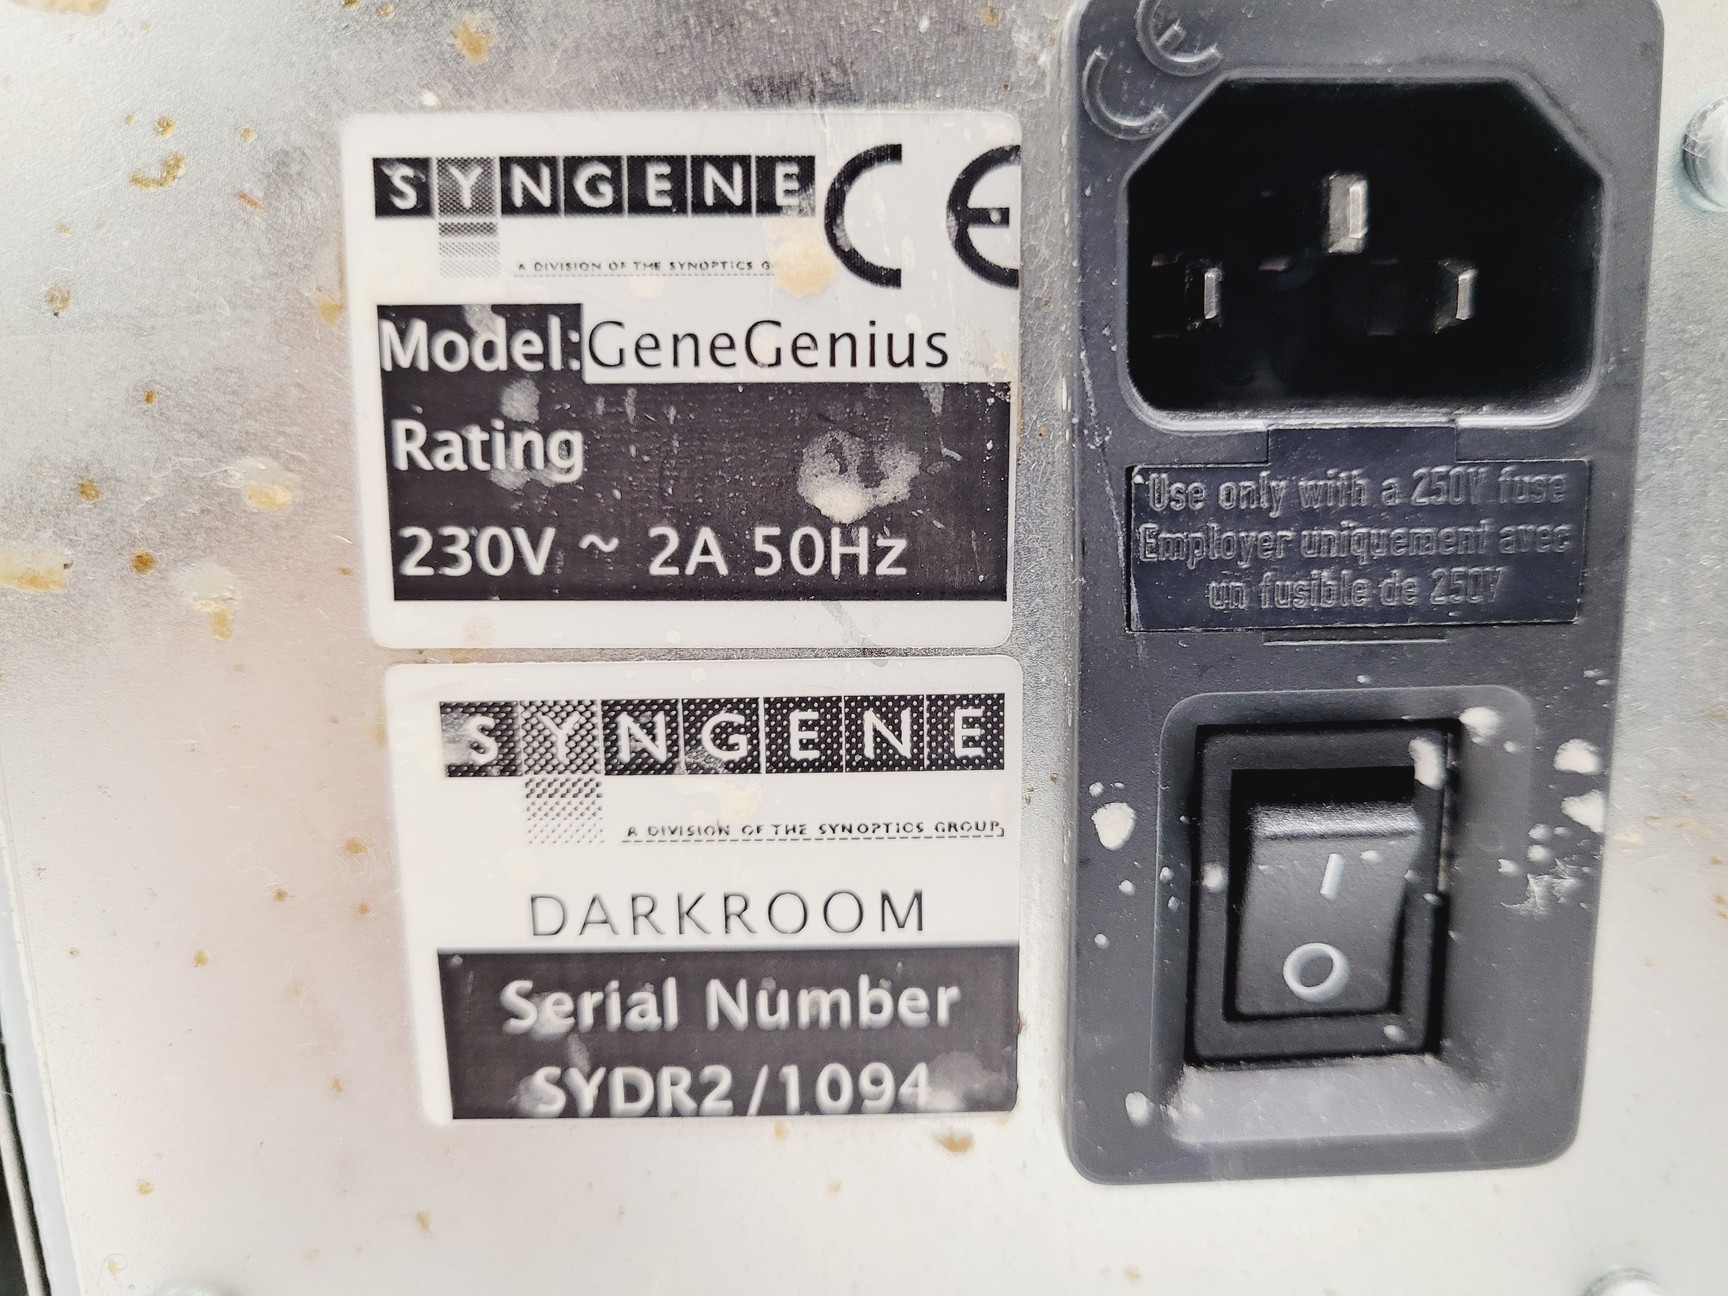 SYNGENE CE
A DIVISION OF THE SYNOPTICS
Model: GeneGenius
Rating
230V ~ 2A 50Hz
SYNGENE
A DIVISION OF THE SYNOPTICS GROUP
DARKROOM
Serial Number
SYDR2/1094
Use only with a 250V fuse
Employer uniquement avec
un fusible de 250V
I
O